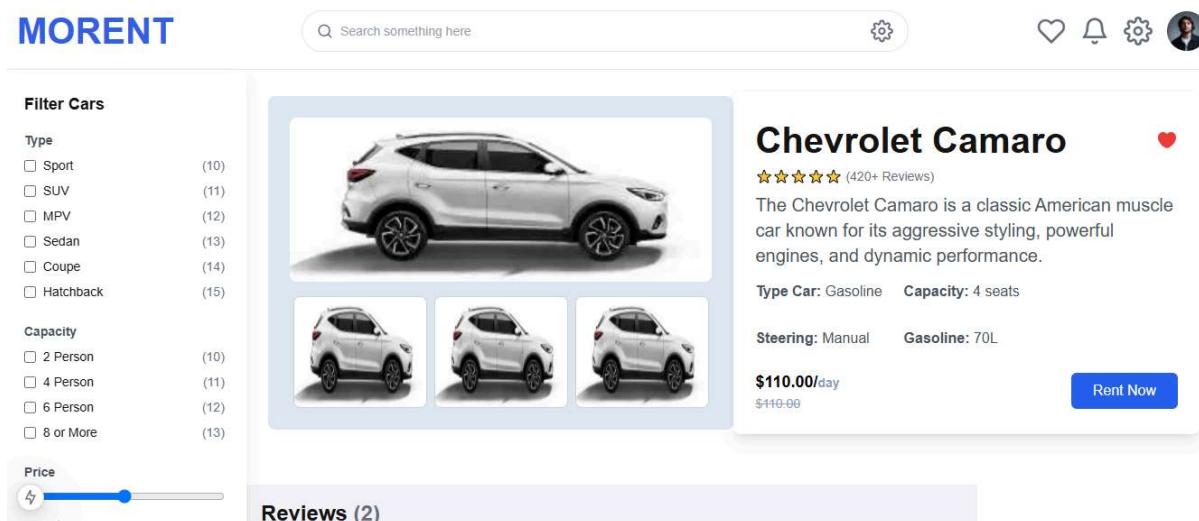 MORENT
Search something here
Filter Cars
Type
Sport (10)
SUV (11)
MPV (12)
Sedan (13)
Coupe (14)
Hatchback (15)
Capacity
2 Person (10)
4 Person (11)
6 Person (12)
8 or More (13)
Price
Chevrolet Camaro
(420+ Reviews)
The Chevrolet Camaro is a classic American muscle
car known for its aggressive styling, powerful
engines, and dynamic performance.
Type Car: Gasoline Capacity: 4 seats
Steering: Manual Gasoline: 70L
$110.00/day
$110.00
Rent Now
Reviews (2)